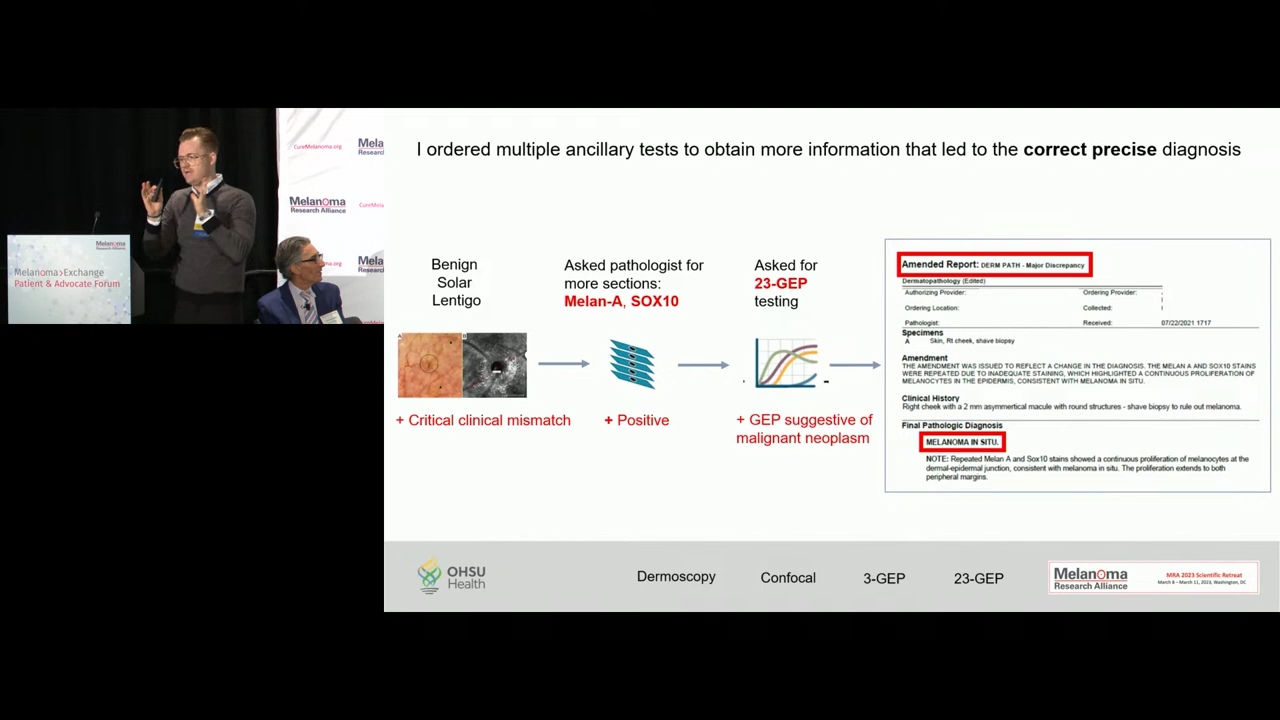 I ordered multiple ancillary tests to obtain more information that led to the correct precise diagnosis
CureMelanoma.org
Mela
Rese
Melanoma
Research Alliance
CureMela
Melanoma
Research Alliance
Melanoma>Exchange
Patient & Advocate Forum
Mela
Research
Benign
Solar
Lentigo
+ Critical clinical mismatch
Asked pathologist for
more sections:
Melan-A, SOX10
+ Positive
Asked for
23-GEP
testing
+ GEP suggestive of
malignant neoplasm
Amended Report: DERM PATH - Major Discrepancy
Dermatopathology (Edited)
Authorizing Provider:
Ordering Provider:
Ordering Location:
Collected:
Pathologist:
Received:
07/22/2021 1717
Specimens
A Skin, Rt cheek, shave biopsy
Amendment
THE AMENDMENT WAS ISSUED TO REFLECT A CHANGE IN THE DIAGNOSIS. THE MELAN A AND SOX10 STAINS
WERE REPEATED DUE TO INADEQUATE STAINING, WHICH HIGHLIGHTED A CONTINUOUS PROLIFERATION OF
MELANOCYTES IN THE EPIDERMIS, CONSISTENT WITH MELANOMA IN SITU.
Clinical History
Right cheek with a 2 mm asymmertical macule with round structures - shave biopsy to rule out melanoma.
Final Pathologic Diagnosis
MELANOMA IN SITU.
NOTE: Repeated Melan A and Sox10 stains showed a continuous proliferation of melanocytes at the
dermal-epidermal junction, consistent with melanoma in situ. The proliferation extends to both
peripheral margins.
OHSU
Health
Dermoscopy
Confocal
3-GEP
23-GEP
Melanoma
Research Alliance
MRA 2023 Scientific Retreat
March 8 – March 11, 2023, Washington, DC